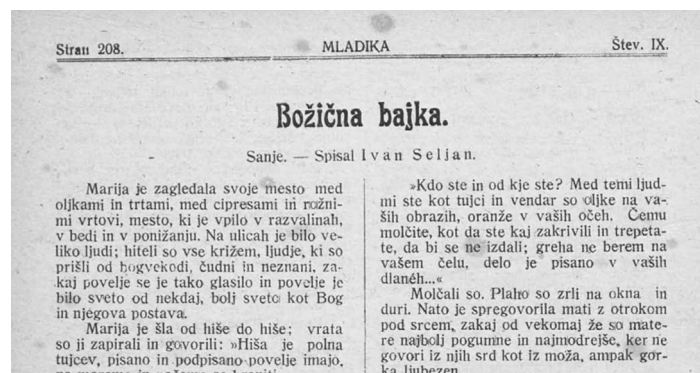 Stran 208.
MLADIKA
Štev. IX.
Božična bajka.
Sanje. — Spisal Ivan Seljan.
Marija je zagledala svoje mesto med
oljkami in trtami, med cipresami in rožni-
mi vrtovi, mesto, ki je vpilo v razvalinah,
v bedi in v ponižanju. Na ulicah je bilo ve-
liko ljudi; hiteli so vse križem, ljudje, ki so
prišli od bogvekodi, čudni in neznani, za-
kaj povelje se je tako glasilo in povelje je
bilo sveto od nekdaj, bolj sveto kot Bog
in njegova postava.
Marija je šla od hiše do hiše; vrata
so ji zapirali in govorili: »Hiša je polna
tujcev, pisano in podpisano povelje imajo,
»Kdo ste in od kje ste? Med temi ljud-
mi ste kot tujci in vendar so oljke na va-
ših obrazih, oranže v vaših očeh. Čemu
molčite, kot da ste kaj zakrivili in trepeta-
te, da bi se ne izdali; greha ne berem na
vašem čelu, delo je pisano v vaših
dlanéh...«
Molčali so. Plaho so zrli na okna in
duri. Nato je spregovorila mati z otrokom
pod srcem, zakaj od vekomaj že so mate-
re najbolj pogumne in najmodrejše, ker ne
govori iz njih srd kot iz moža, ampak gor-
ka ljubezen.